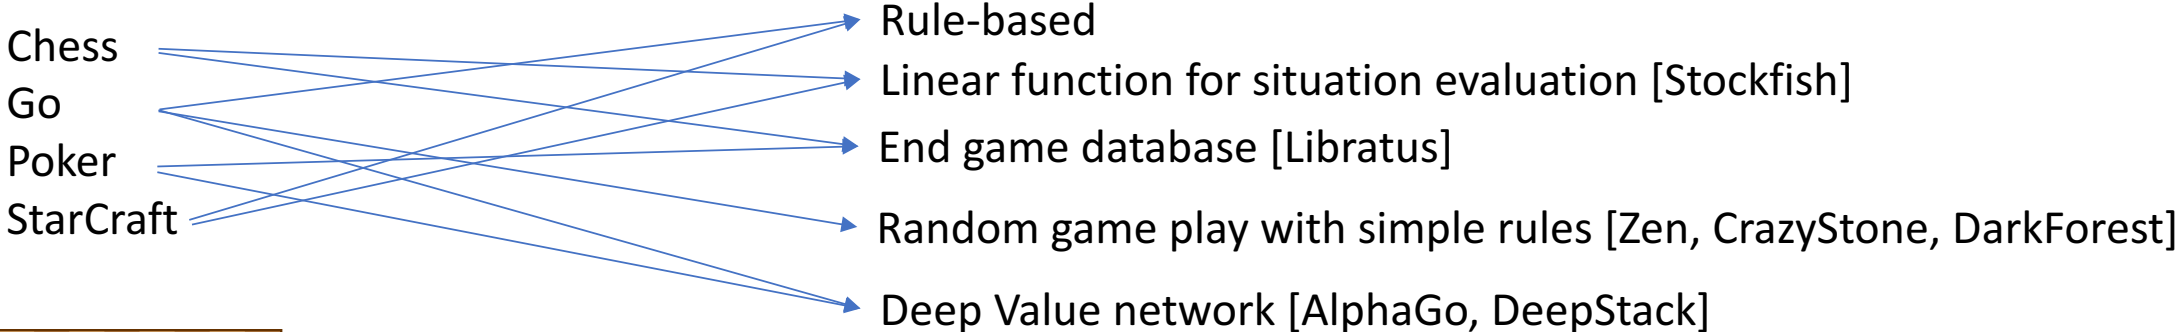 Chess
Go
Poker
StarCraft
Rule-based
Linear function for situation evaluation [Stockfish]
End game database [Libratus]
Random game play with simple rules [Zen, CrazyStone, DarkForest]
Deep Value network [AlphaGo, DeepStack]